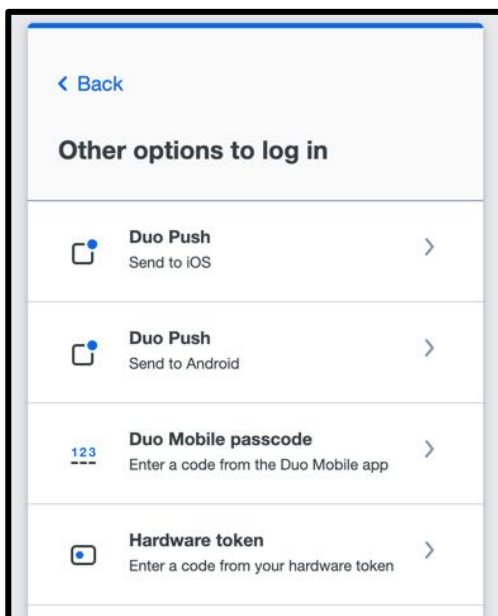 Back
Other options to log in
Duo Push
Send to iOS
Duo Push
Send to Android
123
Duo Mobile passcode
Enter a code from the Duo Mobile app
Hardware token
Enter a code from your hardware token